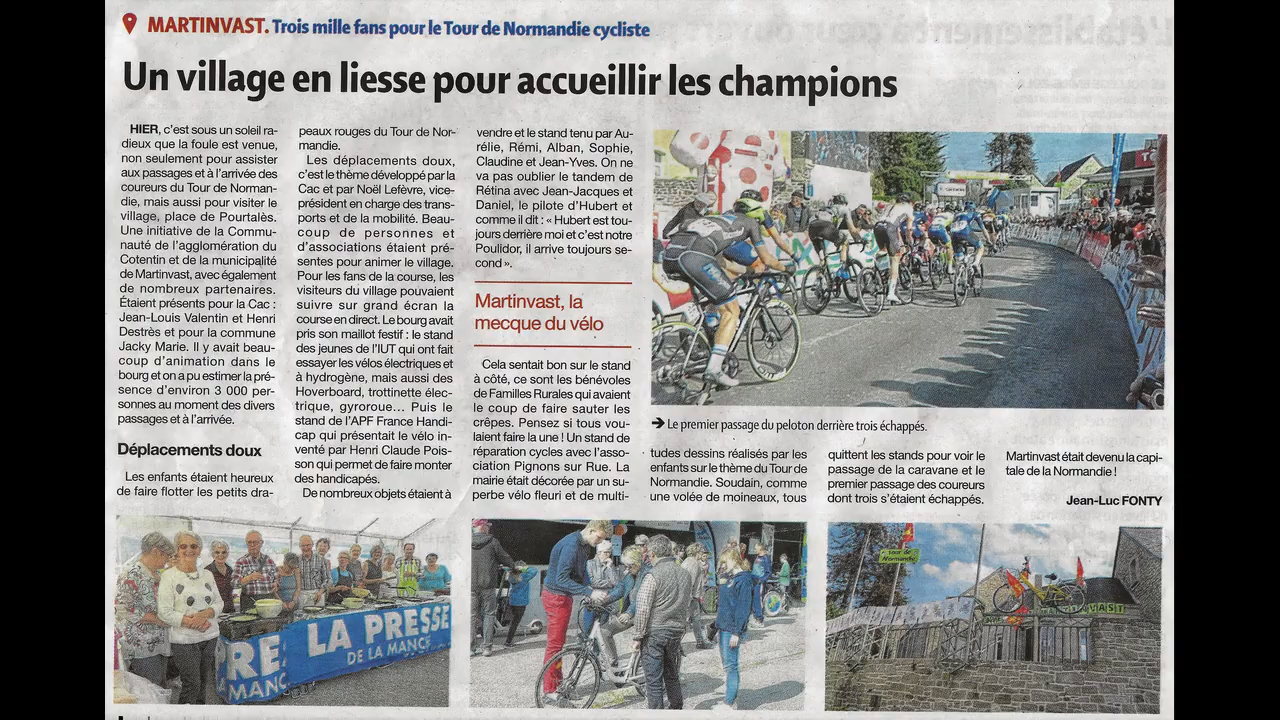 MARTINVAST. Trois mille fans pour le Tour de Normandie cycliste
Un village en liesse pour accueillir les champions
HIER, c'est sous un soleil ra-
dieux que la foule est venue,
non seulement pour assister
aux passages et à l'arrivée des
coureurs du Tour de Norman-
die, mais aussi pour visiter le
village, place de Pourtalès.
Une initiative de la Commu-
nauté de l'agglomération du
Cotentin et de la municipalité
de Martinvast, avec également
de nombreux partenaires.
Étaient présents pour la Cac :
Jean-Louis Valentin et Henri
Destrès et pour la commune
Jacky Marie. Il y avait beau-
coup d'animation dans le
bourg et on a pu estimer la pré-
sence d'environ 3 000 per-
sonnes au moment des divers
passages et à l'arrivée.
Déplacements doux
Les enfants étaient heureux
de faire flotter les petits dra-
peaux rouges du Tour de Nor-
mandie.
Les déplacements doux,
c'est le thème développé par la
Cac et par Noël Lefèvre, vice-
président en charge des trans-
ports et de la mobilité. Beau-
coup de personnes et
d'associations étaient pré-
sentes pour animer le village.
Pour les fans de la course, les
visiteurs du village pouvaient
suivre sur grand écran la
course en direct. Le bourg avait
pris son maillot festif : le stand
des jeunes de l'IUT qui ont fait
essayer les vélos électriques et
à hydrogène, mais aussi des
Hoverboard, trottinette élec-
trique, gyroroue... Puis le
stand de l'APF France Handi-
cap qui présentait le vélo in-
venté par Henri Claude Pois-
son qui permet de faire monter
des handicapés.
De nombreux objets étaient à
vendre et le stand tenu par Au-
rélie, Rémi, Alban, Sophie,
Claudine et Jean-Yves. On ne
va pas oublier le tandem de
Rétina avec Jean-Jacques et
Daniel, le pilote d'Hubert et
comme il dit : « Hubert est tou-
jours derrière moi et c'est notre
Poulidor, il arrive toujours se-
cond ».
Martinvast, la
mecque du vélo
Cela sentait bon sur le stand
à côté, ce sont les bénévoles
de Familles Rurales qui avaient
le coup de faire sauter les
crêpes. Pensez si tous vou-
laient faire la une ! Un stand de
réparation cycles avec l'asso-
ciation Pignons sur Rue. La
mairie était décorée par un su-
perbe vélo fleuri et de multi-
➔ Le premier passage du peloton derrière trois échappés.
tudes dessins réalisés par les
enfants sur le thème du Tour de
Normandie. Soudain, comme
une volée de moineaux, tous
quittent les stands pour voir le
passage de la caravane et le
premier passage des coureurs
dont trois s'étaient échappés.
Martinvast était devenu la capi-
tale de la Normandie !
Jean-Luc FONTY
PRE
MANC
LA PRESSE
DE LA MANCHE
Tour de
Normandie
VAST